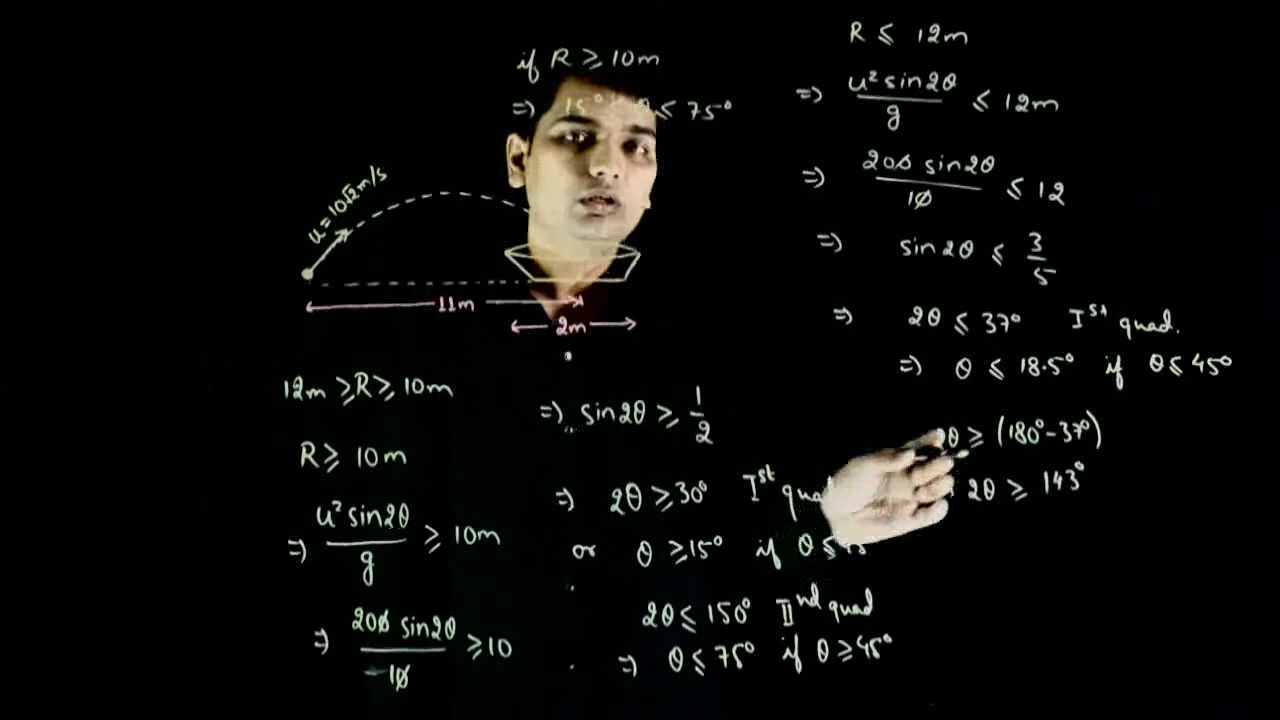 if R ⩾ 10m
=) 15° θ ⩽ 75°
u = 10√2 m/s
11m
2m
12m ⩾ R ⩾ 10m
R ⩾ 10m
=) u² sin2θ / g ⩾ 10m
=) 200 sin2θ / 10 ⩾ 10
=) sin2θ ⩾ 1/2
=) 2θ ⩾ 30° Iˢᵗ quad
or θ ⩾ 15° if θ ⩽
2θ ⩽ 150° IIⁿᵈ quad
=) θ ⩽ 75° if θ ⩾ 45°
R ⩽ 12m
=) u² sin2θ / g ⩽ 12m
=) 200 sin2θ / 10 ⩽ 12
=) sin2θ ⩽ 3/5
=) 2θ ⩽ 37° Iˢᵗ quad.
=) θ ⩽ 18.5° if θ ⩽ 45°
2θ ⩾ (180° - 37°)
2θ ⩾ 143°